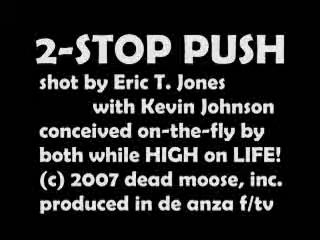 2-STOP PUSH
shot by Eric T. Jones
with Kevin Johnson
conceived on-the-fly by
both while HIGH on LIFE!
(c) 2007 dead moose, inc.
produced in de anza f/tv